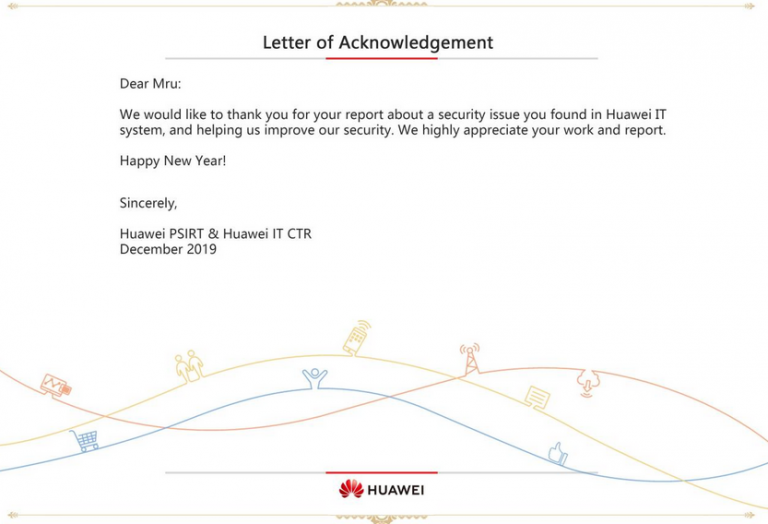 Letter of Acknowledgement
Dear Mru:
We would like to thank you for your report about a security issue you found in Huawei IT
system, and helping us improve our security. We highly appreciate your work and report.
Happy New Year!
Sincerely,
Huawei PSIRT & Huawei IT CTR
December 2019
HUAWEI